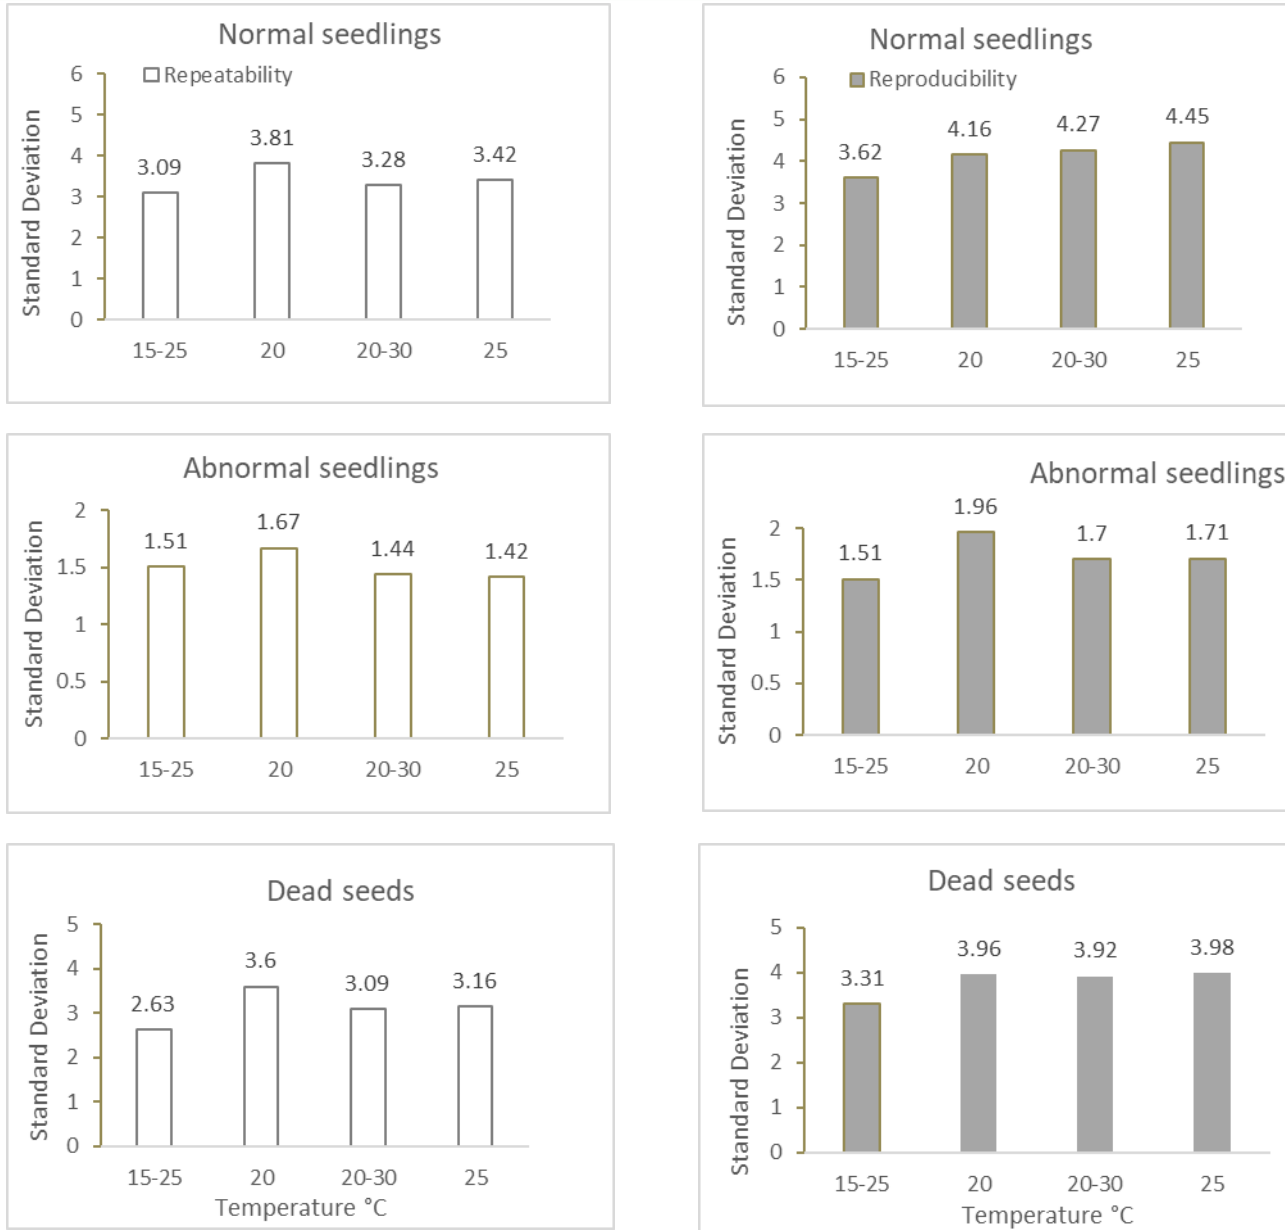 Normal seedlings
Repeatability
Standard Deviation
6
5
4
3
2
1
0
3.09
3.81
3.28
3.42
15-25 20 20-30 25
Normal seedlings
Reproducibility
Standard Deviation
6
5
4
3
2
1
0
3.62
4.16
4.27
4.45
15-25 20 20-30 25
Abnormal seedlings
Standard Deviation
2
1.5
1
0.5
0
1.51
1.67
1.44
1.42
15-25 20 20-30 25
Abnormal seedlings
Standard Deviation
2
1.5
1
0.5
0
1.51
1.96
1.7
1.71
15-25 20 20-30 25
Dead seeds
Standard Deviation
5
4
3
2
1
0
2.63
3.6
3.09
3.16
15-25 20 20-30 25
Temperature °C
Dead seeds
Standard Deviation
5
4
3
2
1
0
3.31
3.96
3.92
3.98
15-25 20 20-30 25
Temperature °C